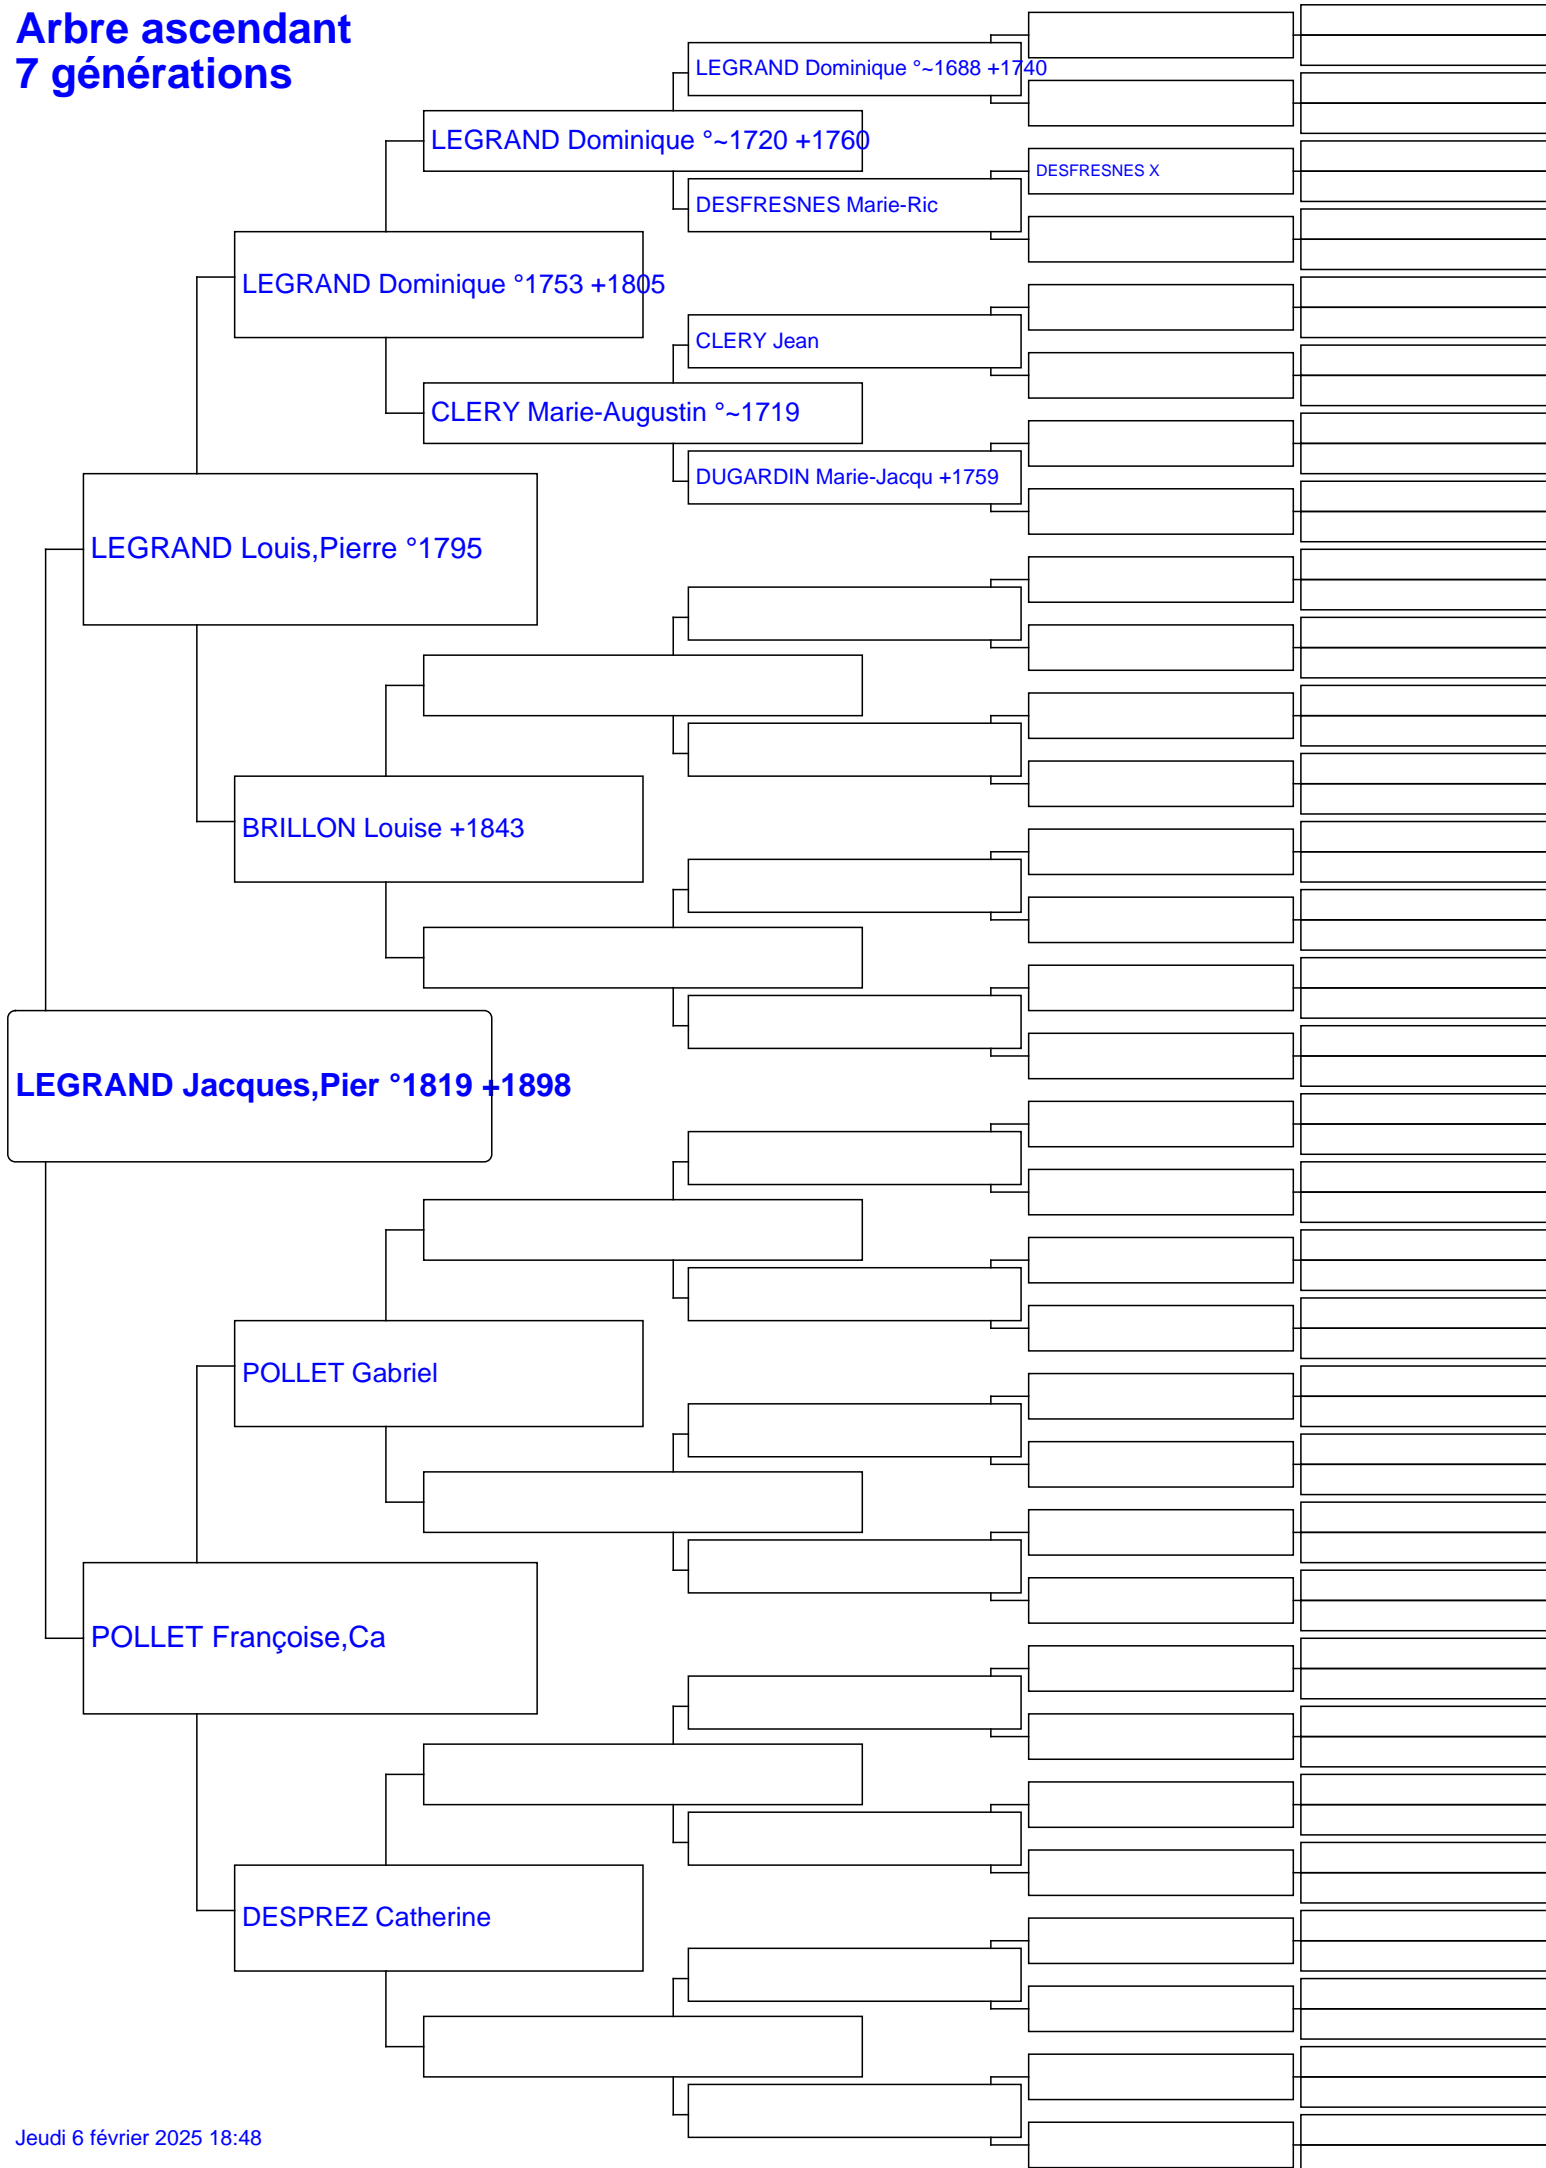 Arbre ascendant
7 générations
LEGRAND Dominique °~1688 +1740
LEGRAND Dominique °~1720 +1760
DESFRESNES X
DESFRESNES Marie-Ric
LEGRAND Dominique °1753 +1805
CLERY Jean
CLERY Marie-Augustin °~1719
DUGARDIN Marie-Jacqu +1759
LEGRAND Louis,Pierre °1795
BRILLON Louise +1843
LEGRAND Jacques,Pier °1819 +1898
POLLET Gabriel
POLLET Françoise,Ca
DESPREZ Catherine
Jeudi 6 février 2025 18:48